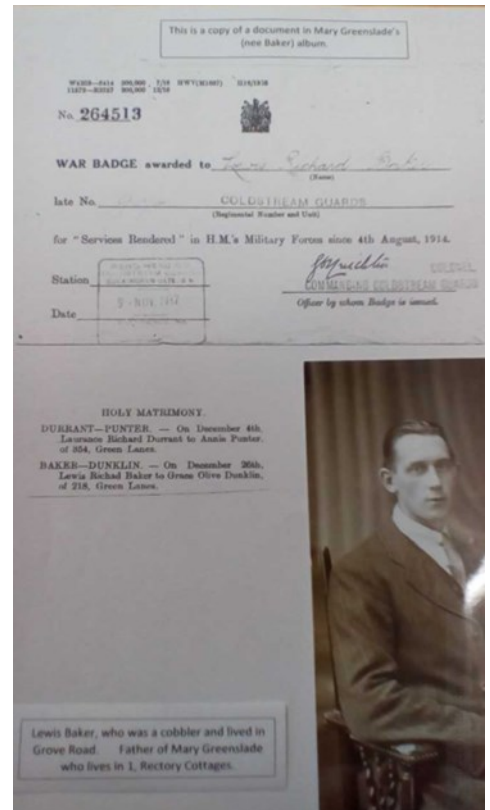 This is a copy of a document in Mary Greenslade's
(nee Baker) album.
No. 264513
WAR BADGE awarded to Lewis Richard Baker
(Name)
late No. COLDSTREAM GUARDS
(Regimental Number and Unit)
for "Services Rendered" in H.M.'s Military Forces since 4th August, 1914.
Station
COLONEL,
COMMANDING COLDSTREAM GUARDS
Officer by whom Badge is issued.
Date
HOLY MATRIMONY.
DURRANT—PUNTER. — On December 4th,
Laurance Richard Durrant to Annie Punter,
of 354, Green Lanes.
BAKER—DUNKLIN. — On December 26th,
Lewis Richad Baker to Grace Olive Dunklin,
of 218, Green Lanes.
Lewis Baker, who was a cobbler and lived in
Grove Road. Father of Mary Greenslade
who lives in 1, Rectory Cottages.